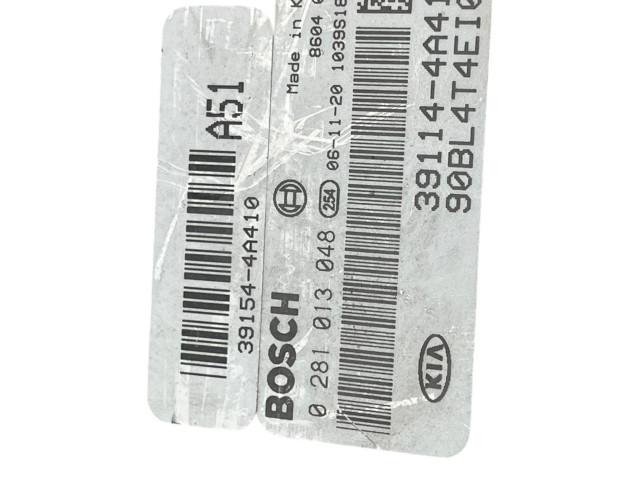 A51
39154-4A410
Made in K
8604
1039S18
06-11-20
254
BOSCH
0 281 013 048
39114-4A41
90BL4T4EI0
KIA